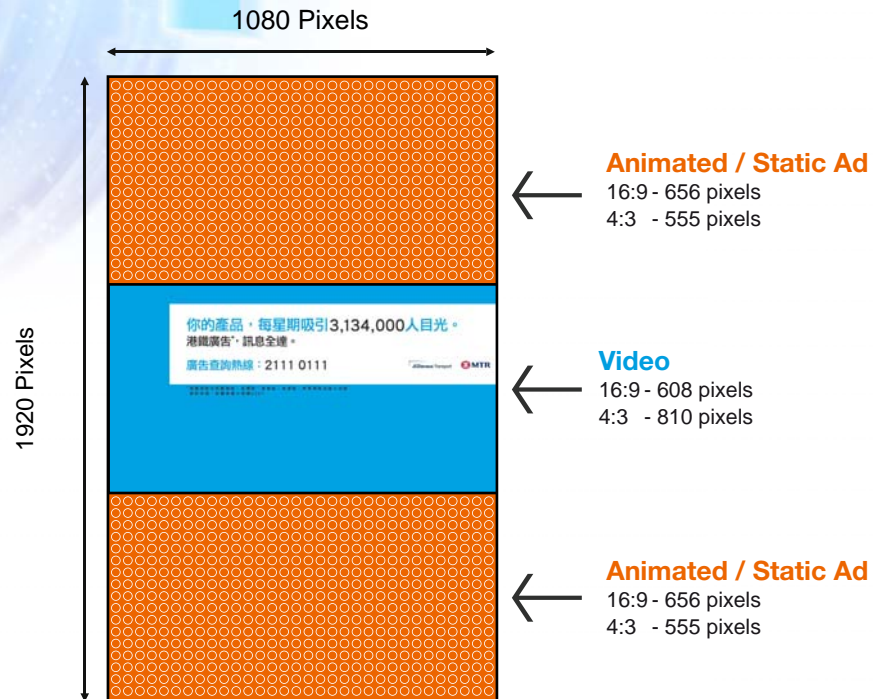 1080 Pixels
1920 Pixels
Animated / Static Ad
16:9 - 656 pixels
4:3 - 555 pixels
你的產品，每星期吸引3,134,000人目光。
港鐵廣告*，訊息全達。
廣告查詢熱線：2111 0111
JCDecaux Transport
MTR
Video
16:9 - 608 pixels
4:3 - 810 pixels
Animated / Static Ad
16:9 - 656 pixels
4:3 - 555 pixels